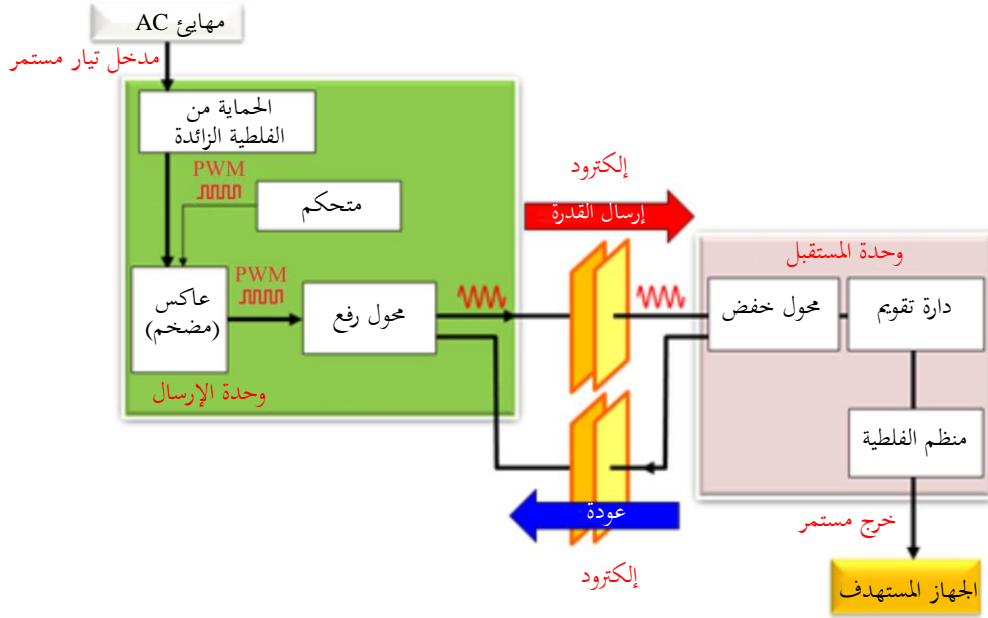 مهايئ AC
مدخل تيار مستمر
الحماية من
الفلطية الزائدة
PWM
متحكم
إلكترود
إرسال القدرة
وحدة المستقبل
عاكس
(مضخم)
PWM
محول رفع
محول خفض
دارة تقويم
وحدة الإرسال
منظم الفلطية
عودة
خرج مستمر
إلكترود
الجهاز المستهدف